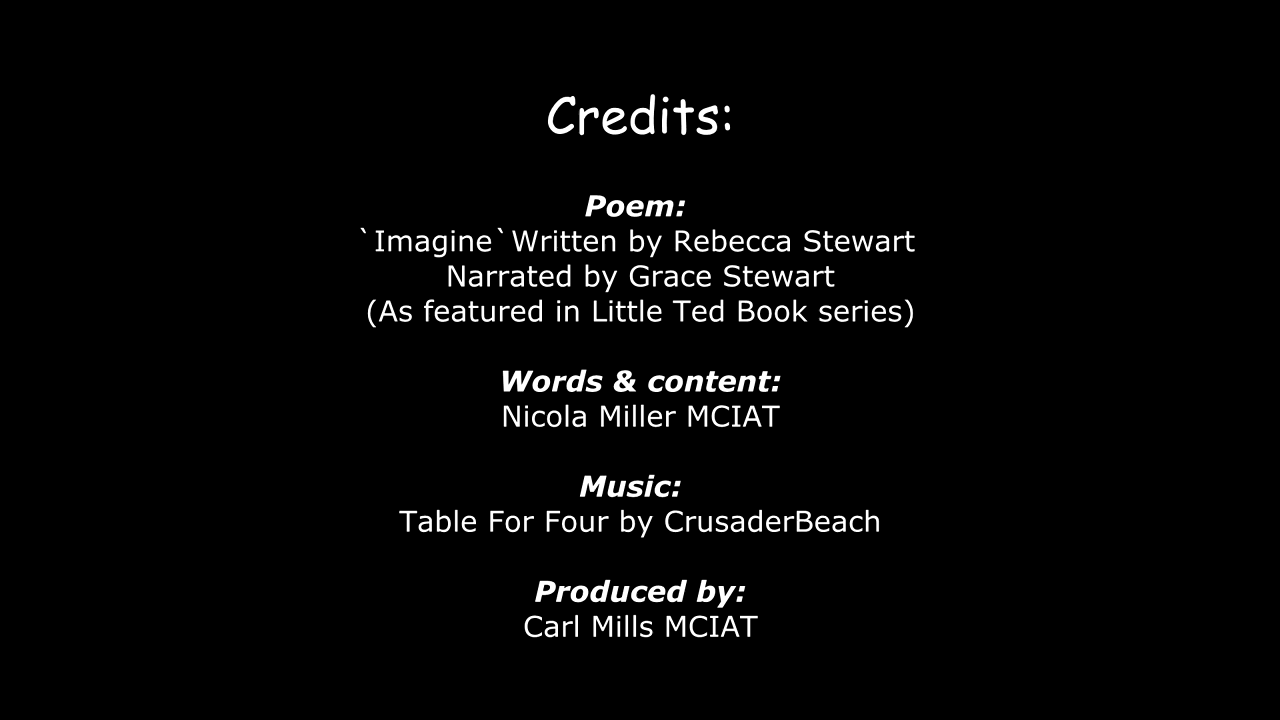 Credits:
Poem:
`Imagine`Written by Rebecca Stewart
Narrated by Grace Stewart
(As featured in Little Ted Book series)
Words & content:
Nicola Miller MCIAT
Music:
Table For Four by CrusaderBeach
Produced by:
Carl Mills MCIAT